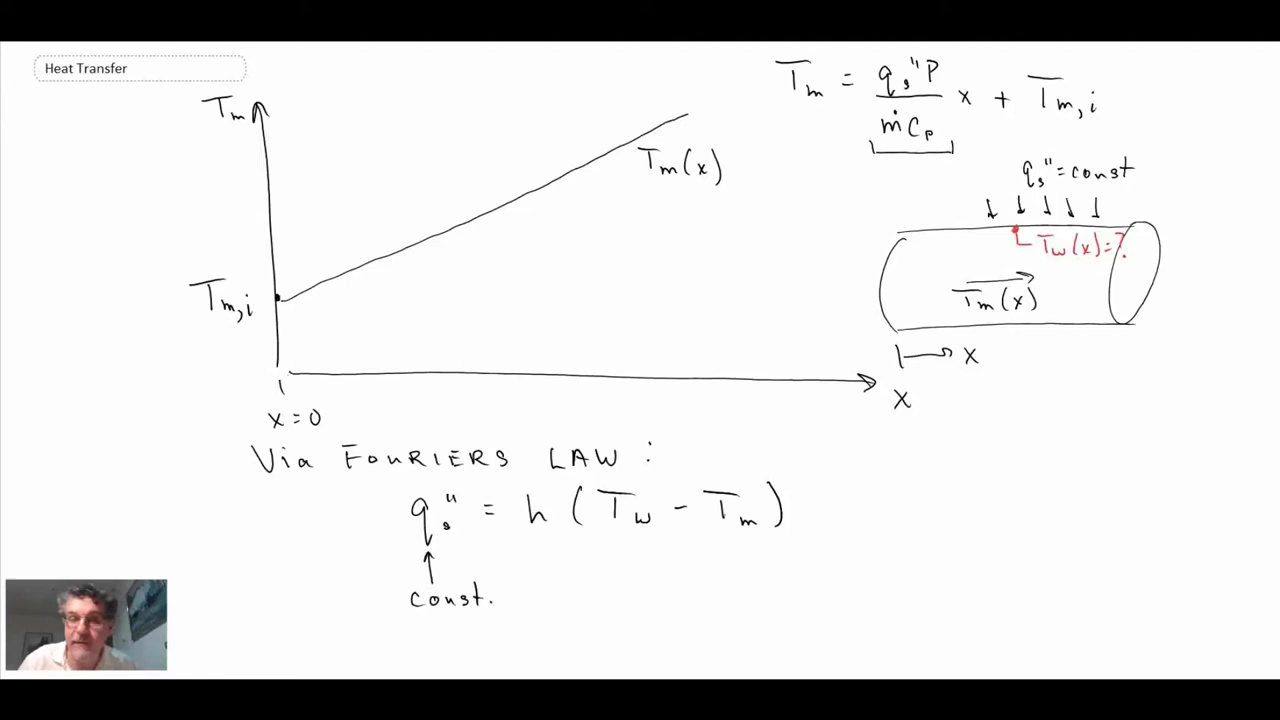 Heat Transfer
Tm
Tm = qs"P / ṁcp x + Tm,i
Tm(x)
qs" = const
Tw(x)=?
Tm,i
Tm(x)
x
x
x=0
Via FOURIERS LAW :
qs" = h (Tw - Tm)
const.